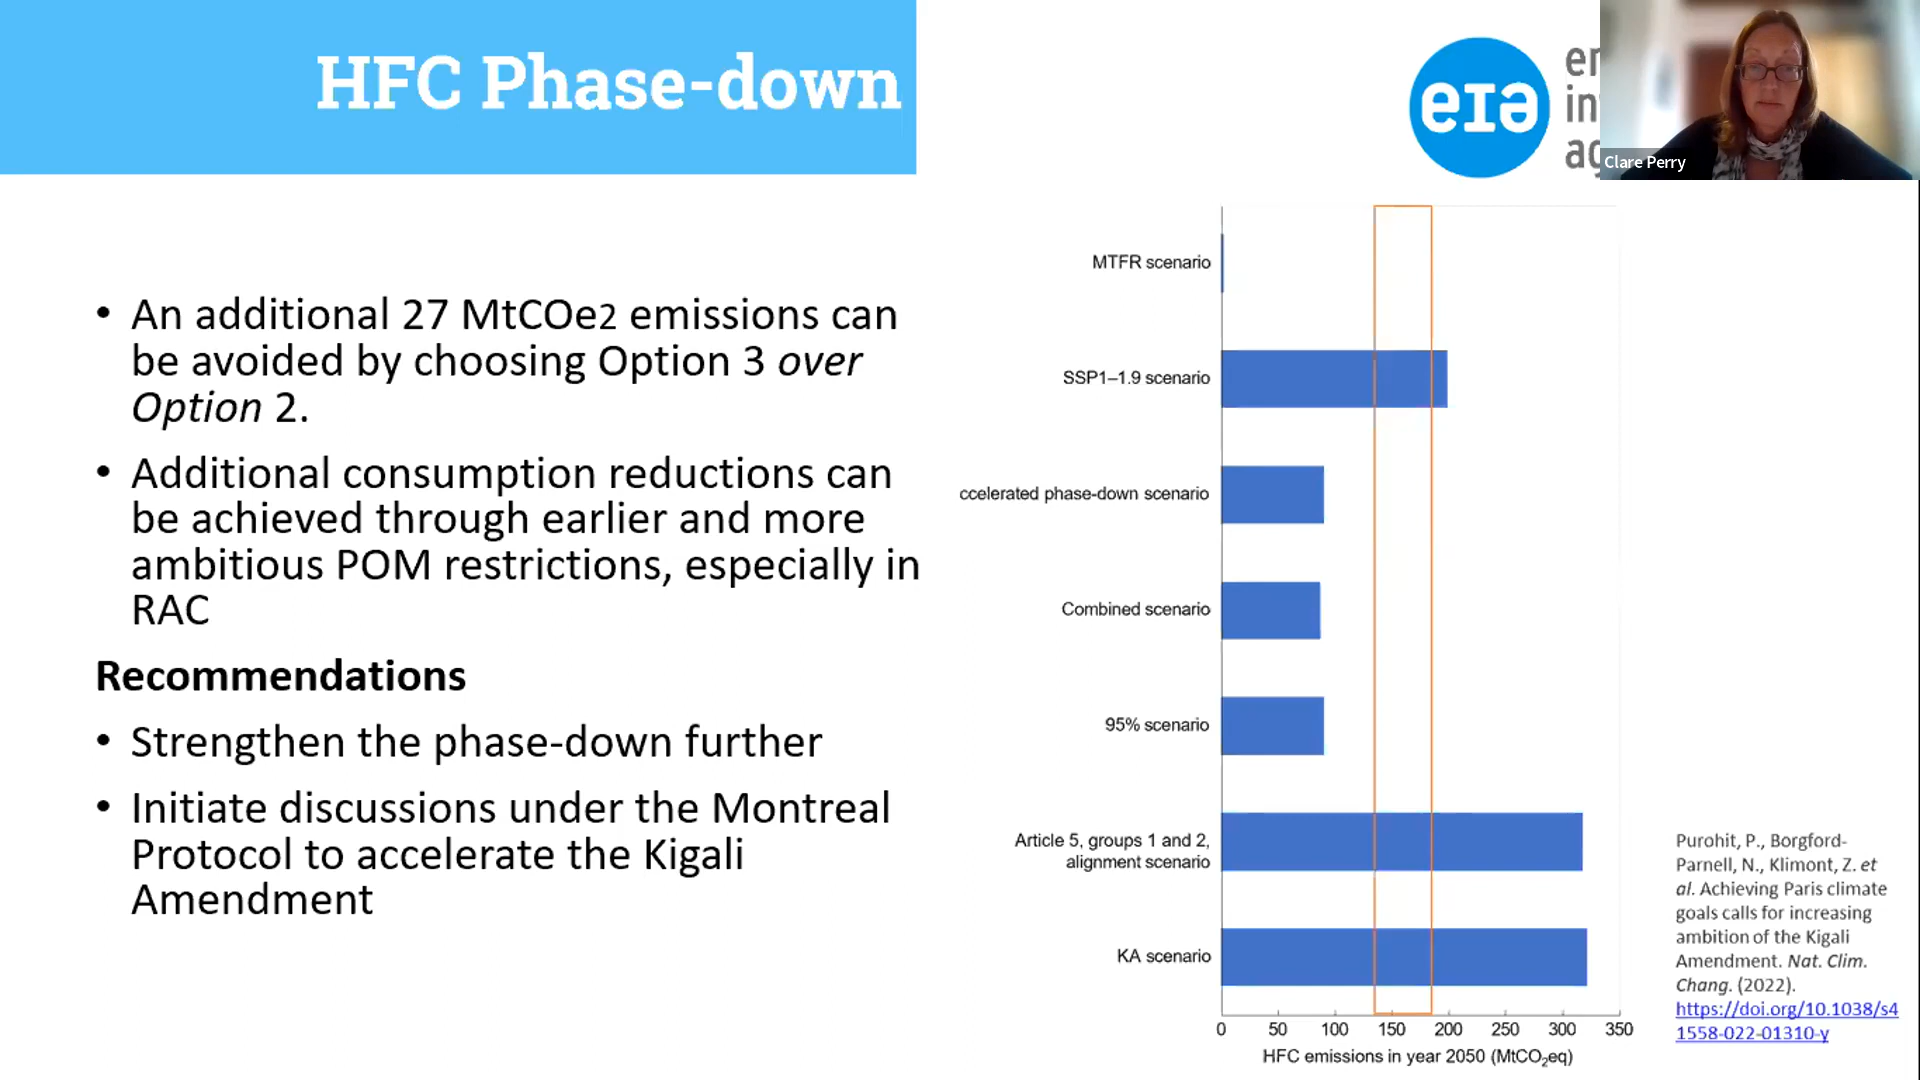 HFC Phase-down
eia
en
in
ag
Clare Perry
• An additional 27 MtCOe2 emissions can
be avoided by choosing Option 3 over
Option 2.
• Additional consumption reductions can
be achieved through earlier and more
ambitious POM restrictions, especially in
RAC
Recommendations
• Strengthen the phase-down further
• Initiate discussions under the Montreal
Protocol to accelerate the Kigali
Amendment
MTFR scenario
SSP1–1.9 scenario
ccelerated phase-down scenario
Combined scenario
95% scenario
Article 5, groups 1 and 2,
alignment scenario
KA scenario
0 50 100 150 200 250 300 350
HFC emissions in year 2050 (MtCO₂eq)
Purohit, P., Borgford-
Parnell, N., Klimont, Z. et
al. Achieving Paris climate
goals calls for increasing
ambition of the Kigali
Amendment. Nat. Clim.
Chang. (2022).
https://doi.org/10.1038/s4
1558-022-01310-y